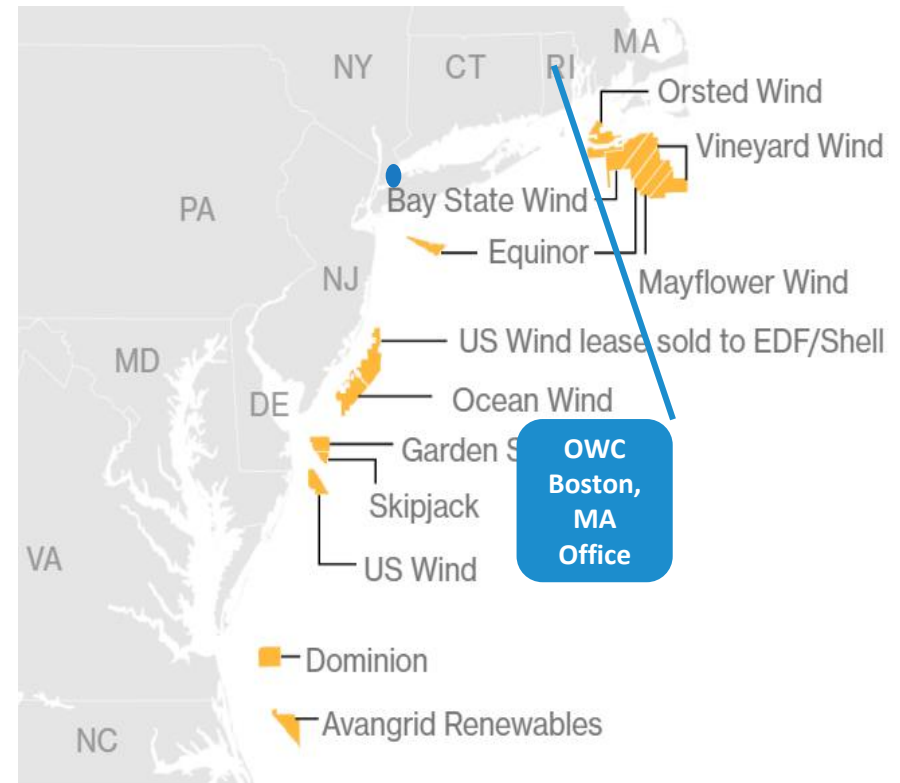 MA
NY
CT
RI
Orsted Wind
Vineyard Wind
PA
Bay State Wind
Equinor
NJ
Mayflower Wind
US Wind lease sold to EDF/Shell
MD
DE
Ocean Wind
Garden S
OWC
Boston,
MA
Office
Skipjack
VA
US Wind
Dominion
Avangrid Renewables
NC